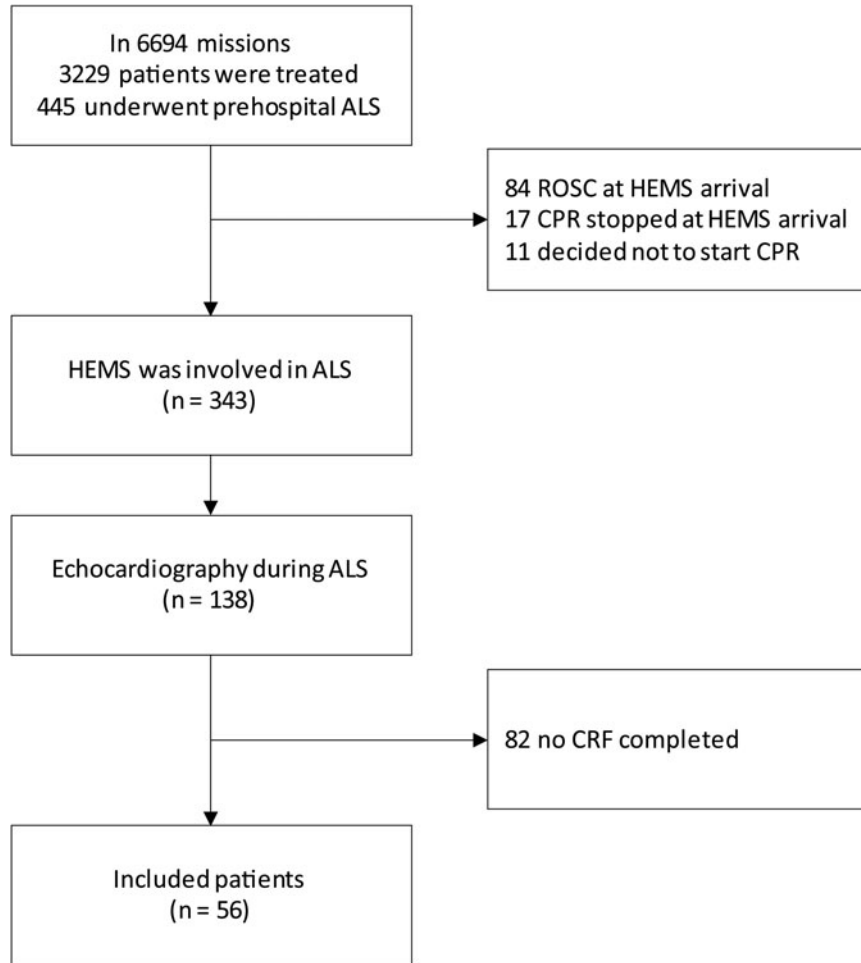 In 6694 missions
3229 patients were treated
445 underwent prehospital ALS
84 ROSC at HEMS arrival
17 CPR stopped at HEMS arrival
11 decided not to start CPR
HEMS was involved in ALS
(n = 343)
Echocardiography during ALS
(n = 138)
82 no CRF completed
Included patients
(n = 56)